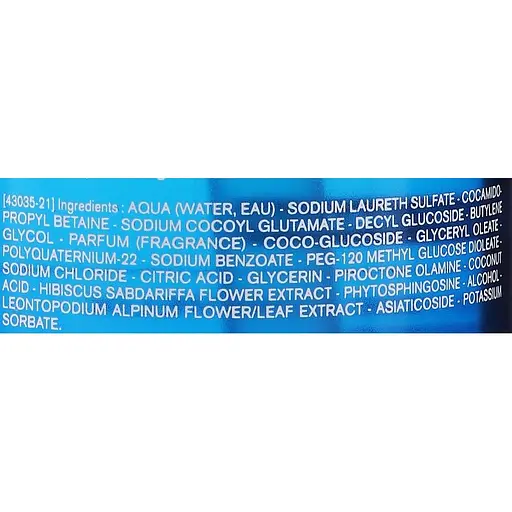 [43035-21] Ingredients : AQUA (WATER, EAU) - SODIUM LAURETH SULFATE - COCAMIDO-
PROPYL BETAINE - SODIUM COCOYL GLUTAMATE - DECYL GLUCOSIDE - BUTYLENE
GLYCOL - PARFUM (FRAGRANCE) - COCO-GLUCOSIDE - GLYCERYL OLEATE -
POLYQUATERNIUM-22 - SODIUM BENZOATE - PEG-120 METHYL GLUCOSE DIOLEATE -
SODIUM CHLORIDE - CITRIC ACID - GLYCERIN - PIROCTONE OLAMINE - COCONUT
ACID - HIBISCUS SABDARIFFA FLOWER EXTRACT - PHYTOSPHINGOSINE - ALCOHOL -
LEONTOPODIUM ALPINUM FLOWER/LEAF EXTRACT - ASIATICOSIDE - POTASSIUM
SORBATE.